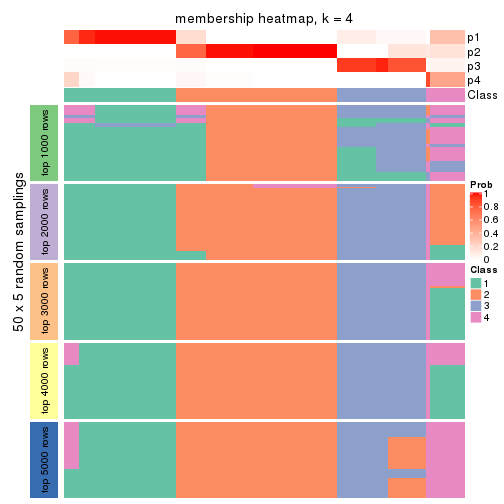 membership heatmap, k = 4
p1
p2
p3
p4
Class
50 x 5 random samplings
top 1000 rows
top 2000 rows
top 3000 rows
top 4000 rows
top 5000 rows
Prob
1
0.8
0.6
0.4
0.2
0
Class
1
2
3
4